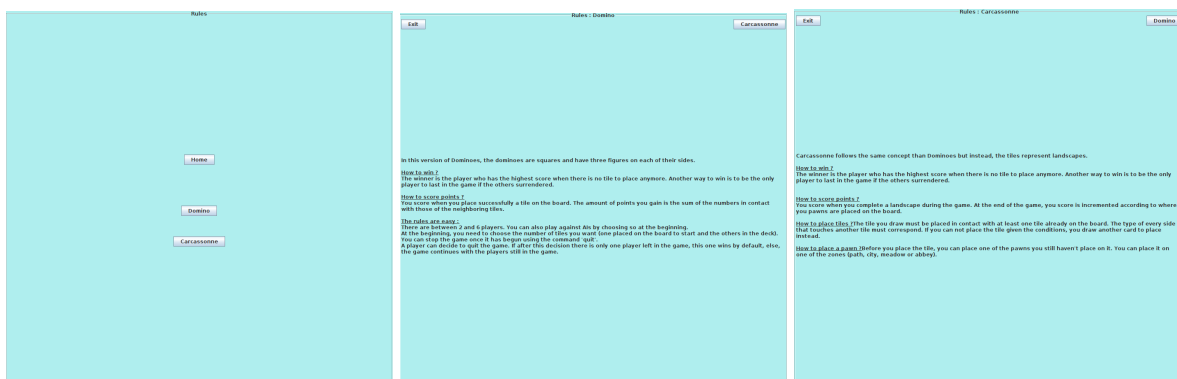 Rules
Home
Domino
Carcassonne
Rules : Domino
Exit
Carcassonne
In this version of Dominoes, the dominoes are squares and have three figures on each of their sides.
How to win ?
The winner is the player who has the highest score when there is no tile to place anymore. Another way to win is to be the only
player to last in the game if the others surrendered.
How to score points ?
You score when you place successfully a tile on the board. The amount of points you gain is the sum of the numbers in contact
with those of the neighboring tiles.
The rules are easy :
There are between 2 and 6 players. You can also play against AIs by choosing so at the beginning.
At the beginning, you need to choose the number of tiles you want (one placed on the board to start and the others in the deck).
You can stop the game once it has begun using the command 'quit'.
A player can decide to quit the game. If after this decision there is only one player left in the game, this one wins by default, else,
the game continues with the players still in the game.
Rules : Carcassonne
Exit
Domino
Carcassonne follows the same concept than Dominoes but instead, the tiles represent landscapes.
How to win ?
The winner is the player who has the highest score when there is no tile to place anymore. Another way to win is to be the only
player to last in the game if the others surrendered.
How to score points ?
You score when you complete a landscape during the game. At the end of the game, you score is incremented according to where
you pawns are placed on the board.
How to place tiles ?The tile you draw must be placed in contact with at least one tile already on the board. The type of every side
that touches another tile must correspond. If you can not place the tile given the conditions, you draw another card to place
instead.
How to place a pawn ?Before you place the tile, you can place one of the pawns you still haven't place on it. You can place it on
one of the zones (path, city, meadow or abbey).